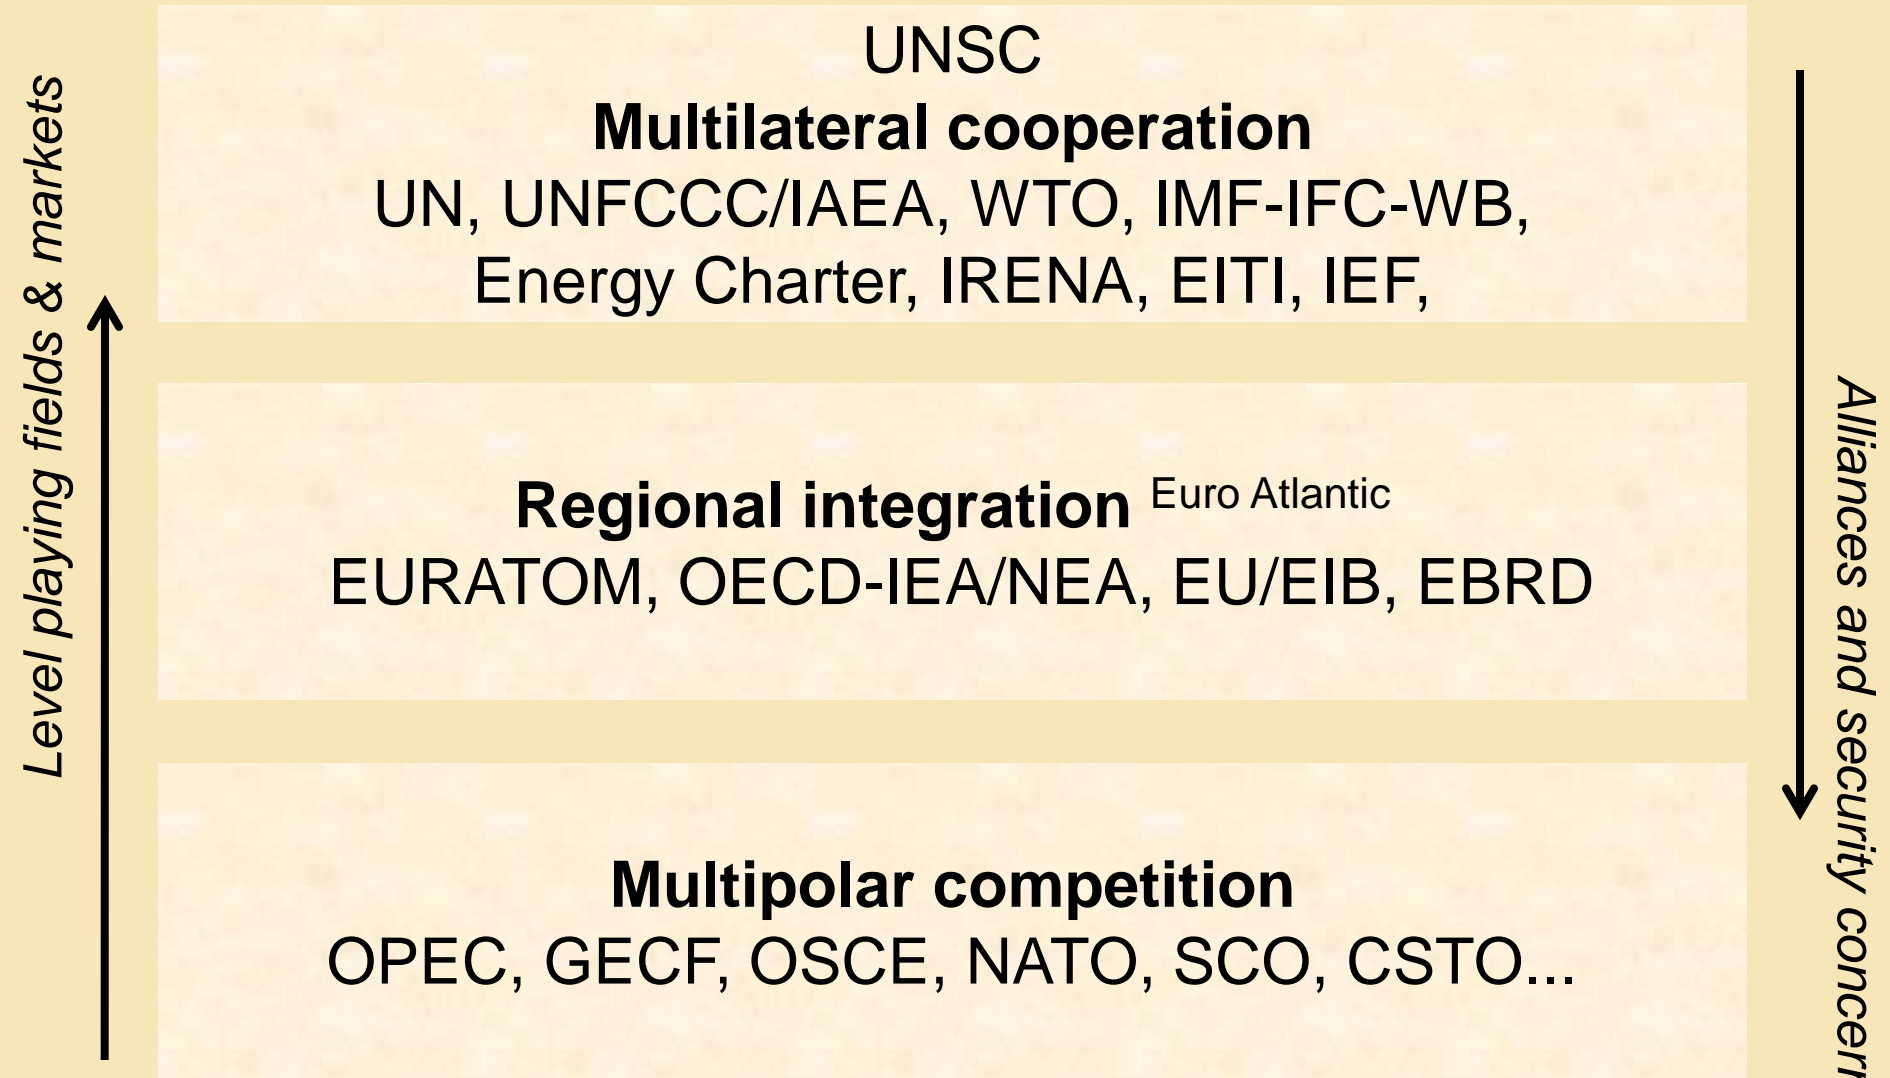 Level playing fields & markets
UNSC
Multilateral cooperation
UN, UNFCCC/IAEA, WTO, IMF-IFC-WB,
Energy Charter, IRENA, EITI, IEF,
Regional integration Euro Atlantic
EURATOM, OECD-IEA/NEA, EU/EIB, EBRD
Multipolar competition
OPEC, GECF, OSCE, NATO, SCO, CSTO...
Alliances and security